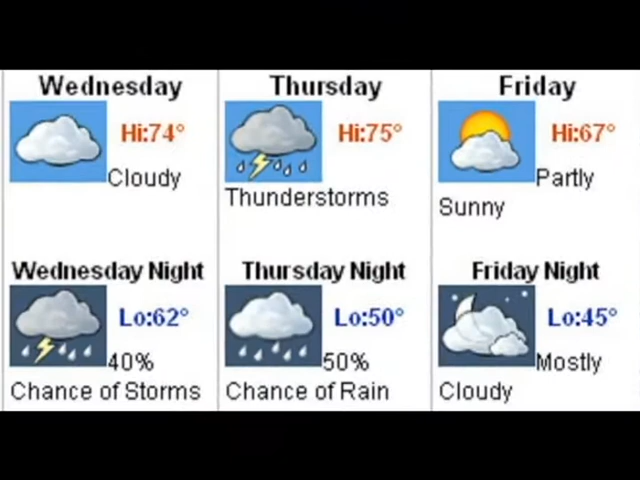 Wednesday
Hi:74°
Cloudy
Thursday
Hi:75°
Thunderstorms
Friday
Hi:67°
Partly
Sunny
Wednesday Night
Lo:62°
40%
Chance of Storms
Thursday Night
Lo:50°
50%
Chance of Rain
Friday Night
Lo:45°
Mostly
Cloudy